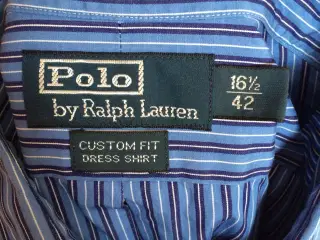 Polo
by Ralph Lauren
16½
42
CUSTOM FIT
DRESS SHIRT